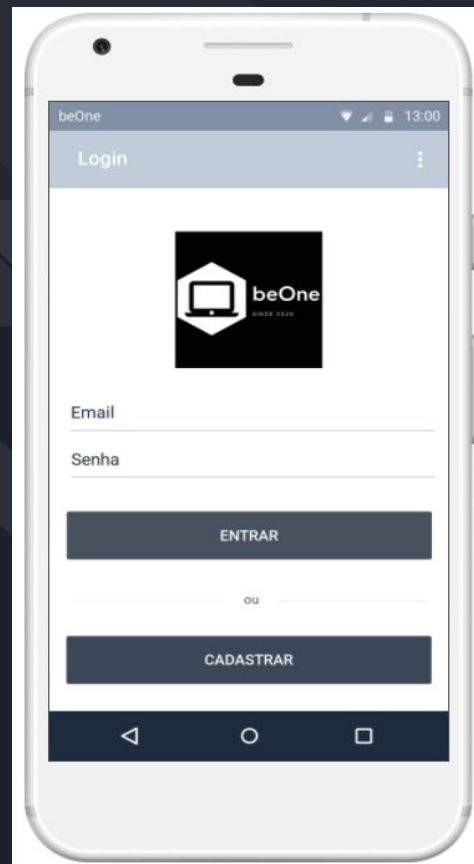 beOne
13:00
Login
beOne
SINCE 2020
Email
Senha
ENTRAR
ou
CADASTRAR